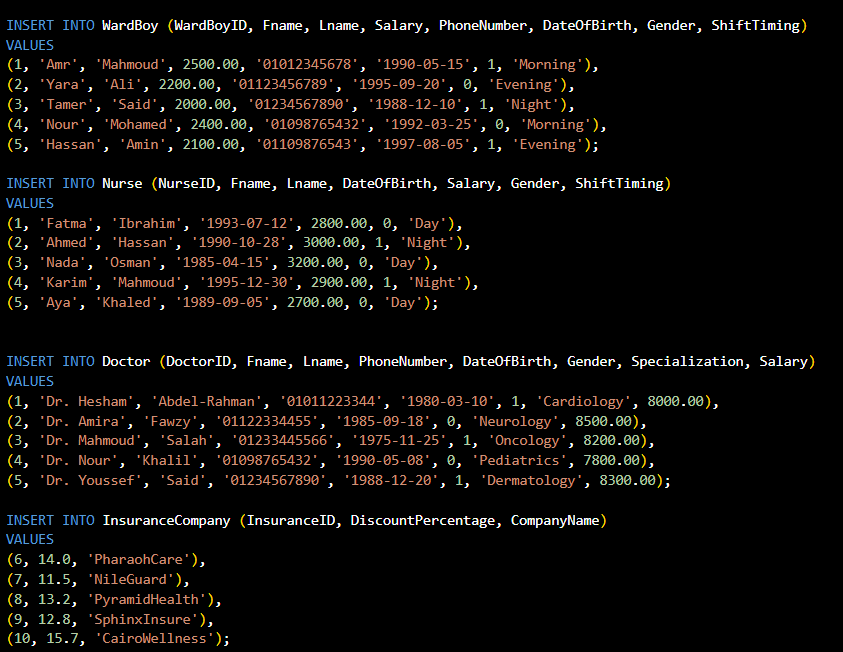 INSERT INTO WardBoy (WardBoyID, Fname, Lname, Salary, PhoneNumber, DateOfBirth, Gender, ShiftTiming)
VALUES
(1, 'Amr', 'Mahmoud', 2500.00, '01012345678', '1990-05-15', 1, 'Morning'),
(2, 'Yara', 'Ali', 2200.00, '01123456789', '1995-09-20', 0, 'Evening'),
(3, 'Tamer', 'Said', 2000.00, '01234567890', '1988-12-10', 1, 'Night'),
(4, 'Nour', 'Mohamed', 2400.00, '01098765432', '1992-03-25', 0, 'Morning'),
(5, 'Hassan', 'Amin', 2100.00, '01109876543', '1997-08-05', 1, 'Evening');
INSERT INTO Nurse (NurseID, Fname, Lname, DateOfBirth, Salary, Gender, ShiftTiming)
VALUES
(1, 'Fatma', 'Ibrahim', '1993-07-12', 2800.00, 0, 'Day'),
(2, 'Ahmed', 'Hassan', '1990-10-28', 3000.00, 1, 'Night'),
(3, 'Nada', 'Osman', '1985-04-15', 3200.00, 0, 'Day'),
(4, 'Karim', 'Mahmoud', '1995-12-30', 2900.00, 1, 'Night'),
(5, 'Aya', 'Khaled', '1989-09-05', 2700.00, 0, 'Day');
INSERT INTO Doctor (DoctorID, Fname, Lname, PhoneNumber, DateOfBirth, Gender, Specialization, Salary)
VALUES
(1, 'Dr. Hesham', 'Abdel-Rahman', '01011223344', '1980-03-10', 1, 'Cardiology', 8000.00),
(2, 'Dr. Amira', 'Fawzy', '01122334455', '1985-09-18', 0, 'Neurology', 8500.00),
(3, 'Dr. Mahmoud', 'Salah', '01233445566', '1975-11-25', 1, 'Oncology', 8200.00),
(4, 'Dr. Nour', 'Khalil', '01098765432', '1990-05-08', 0, 'Pediatrics', 7800.00),
(5, 'Dr. Youssef', 'Said', '01234567890', '1988-12-20', 1, 'Dermatology', 8300.00);
INSERT INTO InsuranceCompany (InsuranceID, DiscountPercentage, CompanyName)
VALUES
(6, 14.0, 'PharaohCare'),
(7, 11.5, 'NileGuard'),
(8, 13.2, 'PyramidHealth'),
(9, 12.8, 'SphinxInsure'),
(10, 15.7, 'CairoWellness');